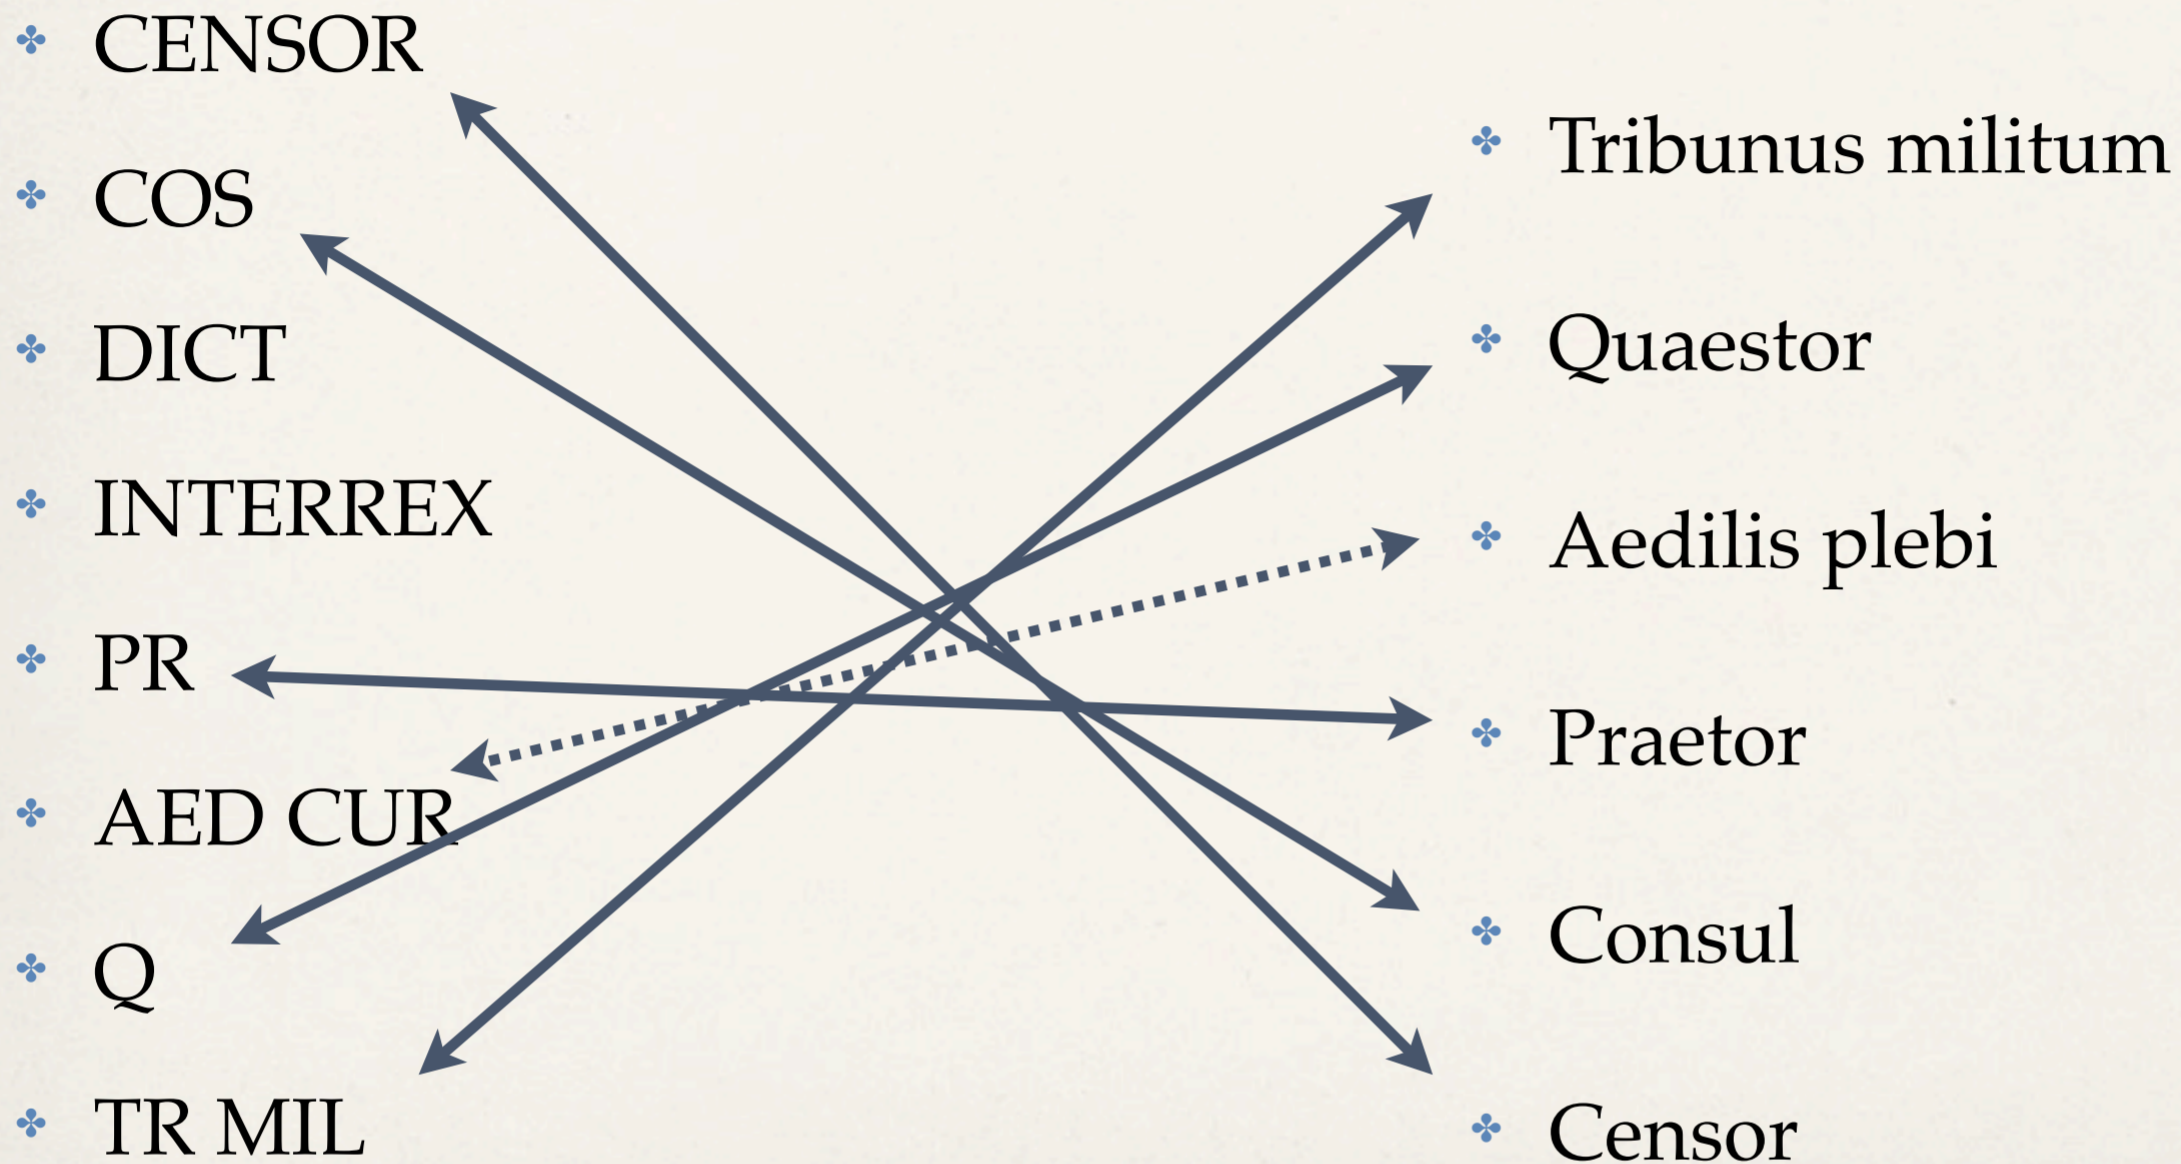 CENSOR
COS
DICT
INTERREX
PR
AED CUR
Q
TR MIL
Tribunus militum
Quaestor
Aedilis plebi
Praetor
Consul
Censor